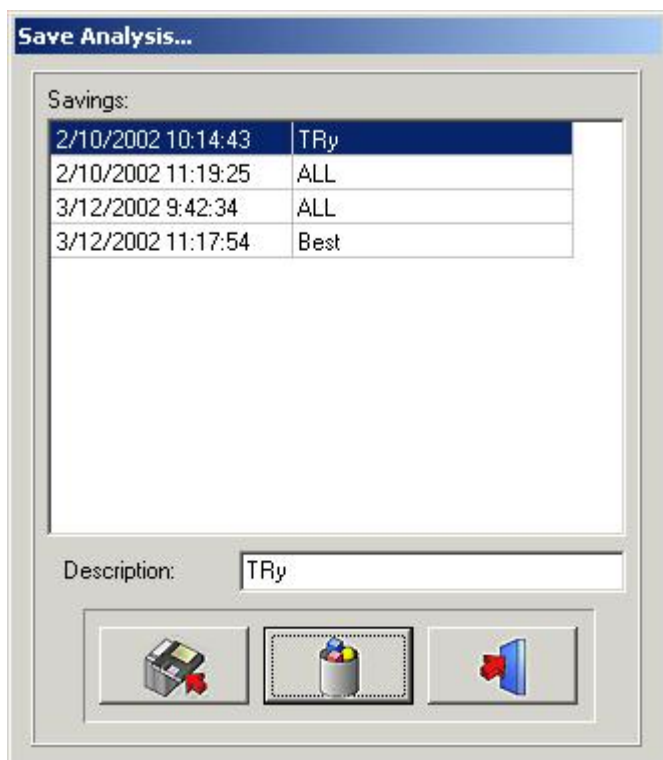 Save Analysis...
Savings:
2/10/2002 10:14:43 TRy
2/10/2002 11:19:25 ALL
3/12/2002 9:42:34 ALL
3/12/2002 11:17:54 Best
Description: TRy